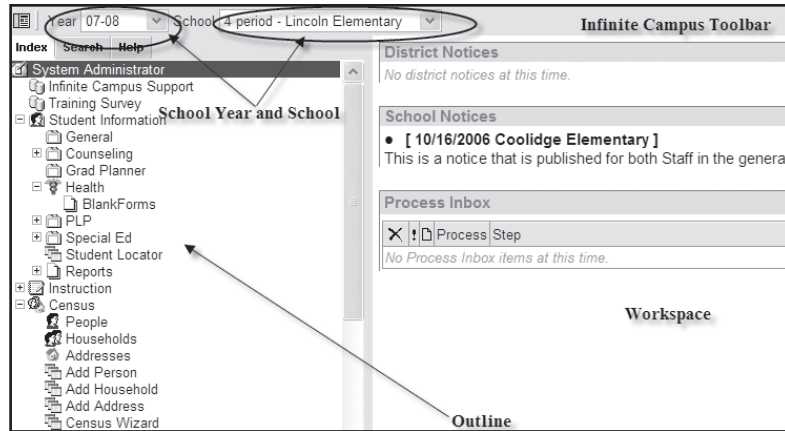 Year 07-08 School 4 period - Lincoln Elementary
Infinite Campus Toolbar
Index Search Help
System Administrator
Infinite Campus Support
Training Survey
School Year and School
Student Information
General
Counseling
Grad Planner
Health
BlankForms
PLP
Special Ed
Student Locator
Reports
Instruction
Census
People
Households
Addresses
Add Person
Add Household
Add Address
Census Wizard
Outline
District Notices
No district notices at this time.
School Notices
• [ 10/16/2006 Coolidge Elementary ]
This is a notice that is published for both Staff in the genera
Process Inbox
! Process Step
No Process Inbox items at this time.
Workspace